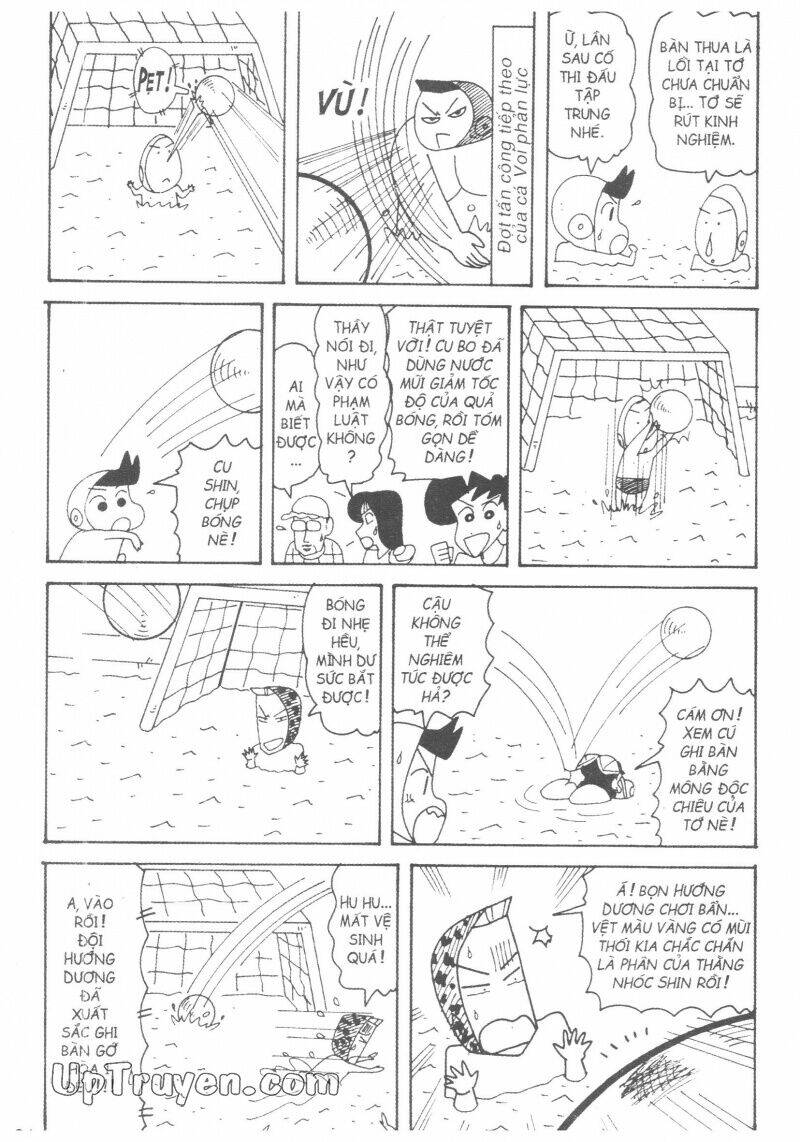 BÀN THUA LÀ
LỖI TẠI TỚ
CHƯA CHUẨN
BỊ... TỚ SẼ
RÚT KINH
NGHIỆM.
Ừ, LẦN
SAU CỐ
THI ĐẤU
TẬP
TRUNG
NHÉ.
Đợt tấn công tiếp theo
của cá Voi phản lực
VÙ!
PẸT!
THẬT TUYỆT
VỜI! CU BO ĐÃ
DÙNG NƯỚC
MŨI GIẢM TỐC
ĐỘ CỦA QUẢ
BÓNG, RỒI TÓM
GỌN DỄ
DÀNG!
THẦY
NÓI ĐI,
NHƯ
VẬY CÓ
PHẠM
LUẬT
KHÔNG
?
AI
MÀ
BIẾT
ĐƯỢC
...
CU
SHIN,
CHỤP
BÓNG
NÈ!
CÁM ƠN!
XEM CÚ
GHI BÀN
BẰNG
MÔNG ĐỘC
CHIÊU CỦA
TỚ NÈ!
CẬU
KHÔNG
THỂ
NGHIÊM
TÚC ĐƯỢC
HẢ?
BÓNG
ĐI NHẸ
HỀU,
MÌNH DƯ
SỨC BẮT
ĐƯỢC!
Á! BỌN HƯỚNG
DƯƠNG CHƠI BẨN...
VỆT MÀU VÀNG CÓ MÙI
THỐI KIA CHẮC CHẮN
LÀ PHÂN CỦA THẰNG
NHÓC SHIN RỒI!
HU HU...
MẤT VỆ
SINH
QUÁ!
A, VÀO
RỒI!
ĐỘI
HƯỚNG
DƯƠNG
ĐÃ
XUẤT
SẮC GHI
BÀN GỠ
HÒA
UpTruyen.com